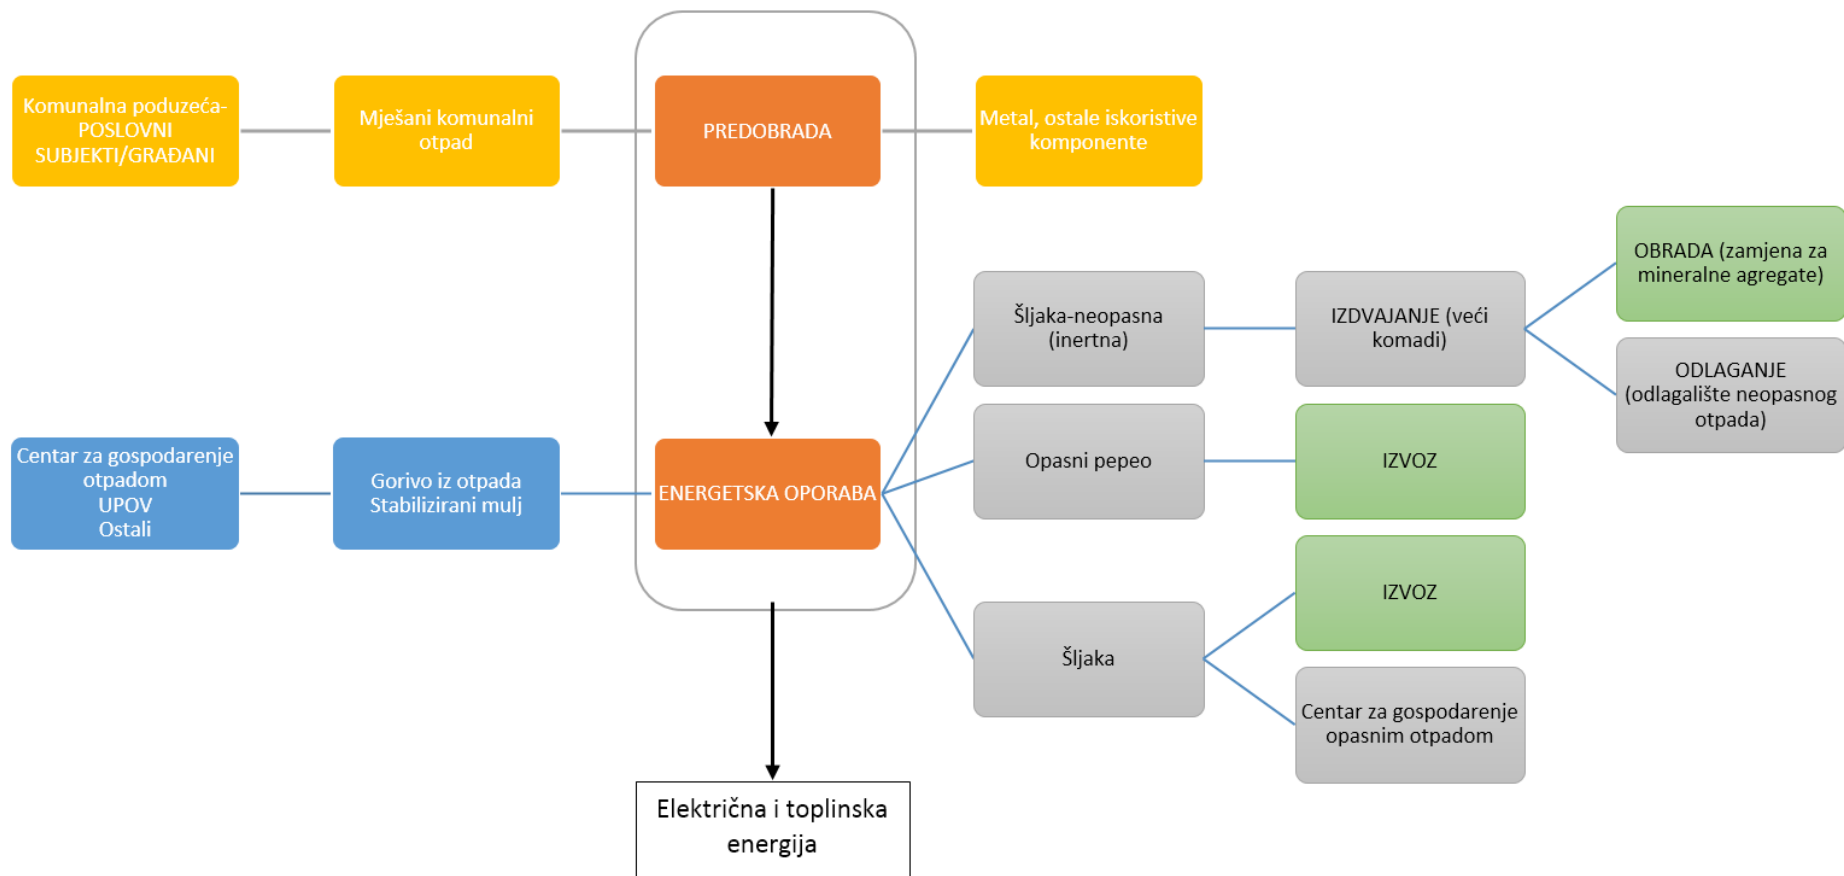 Komunalna poduzeća-
POSLOVNI
SUBJEKTI/GRAĐANI
Mješani komunalni
otpad
PREDOBRADA
Metal, ostale iskoristive
komponente
OBRADA (zamjena za
mineralne agregate)
Šljaka-neopasna
(inertna)
IZDVAJANJE (veći
komadi)
ODLAGANJE
(odlagalište neopasnog
otpada)
Centar za gospodarenje
otpadom
UPOV
Ostali
Gorivo iz otpada
Stabilizirani mulj
ENERGETSKA OPORABA
Opasni pepeo
IZVOZ
IZVOZ
Šljaka
Centar za gospodarenje
opasnim otpadom
Električna i toplinska
energija